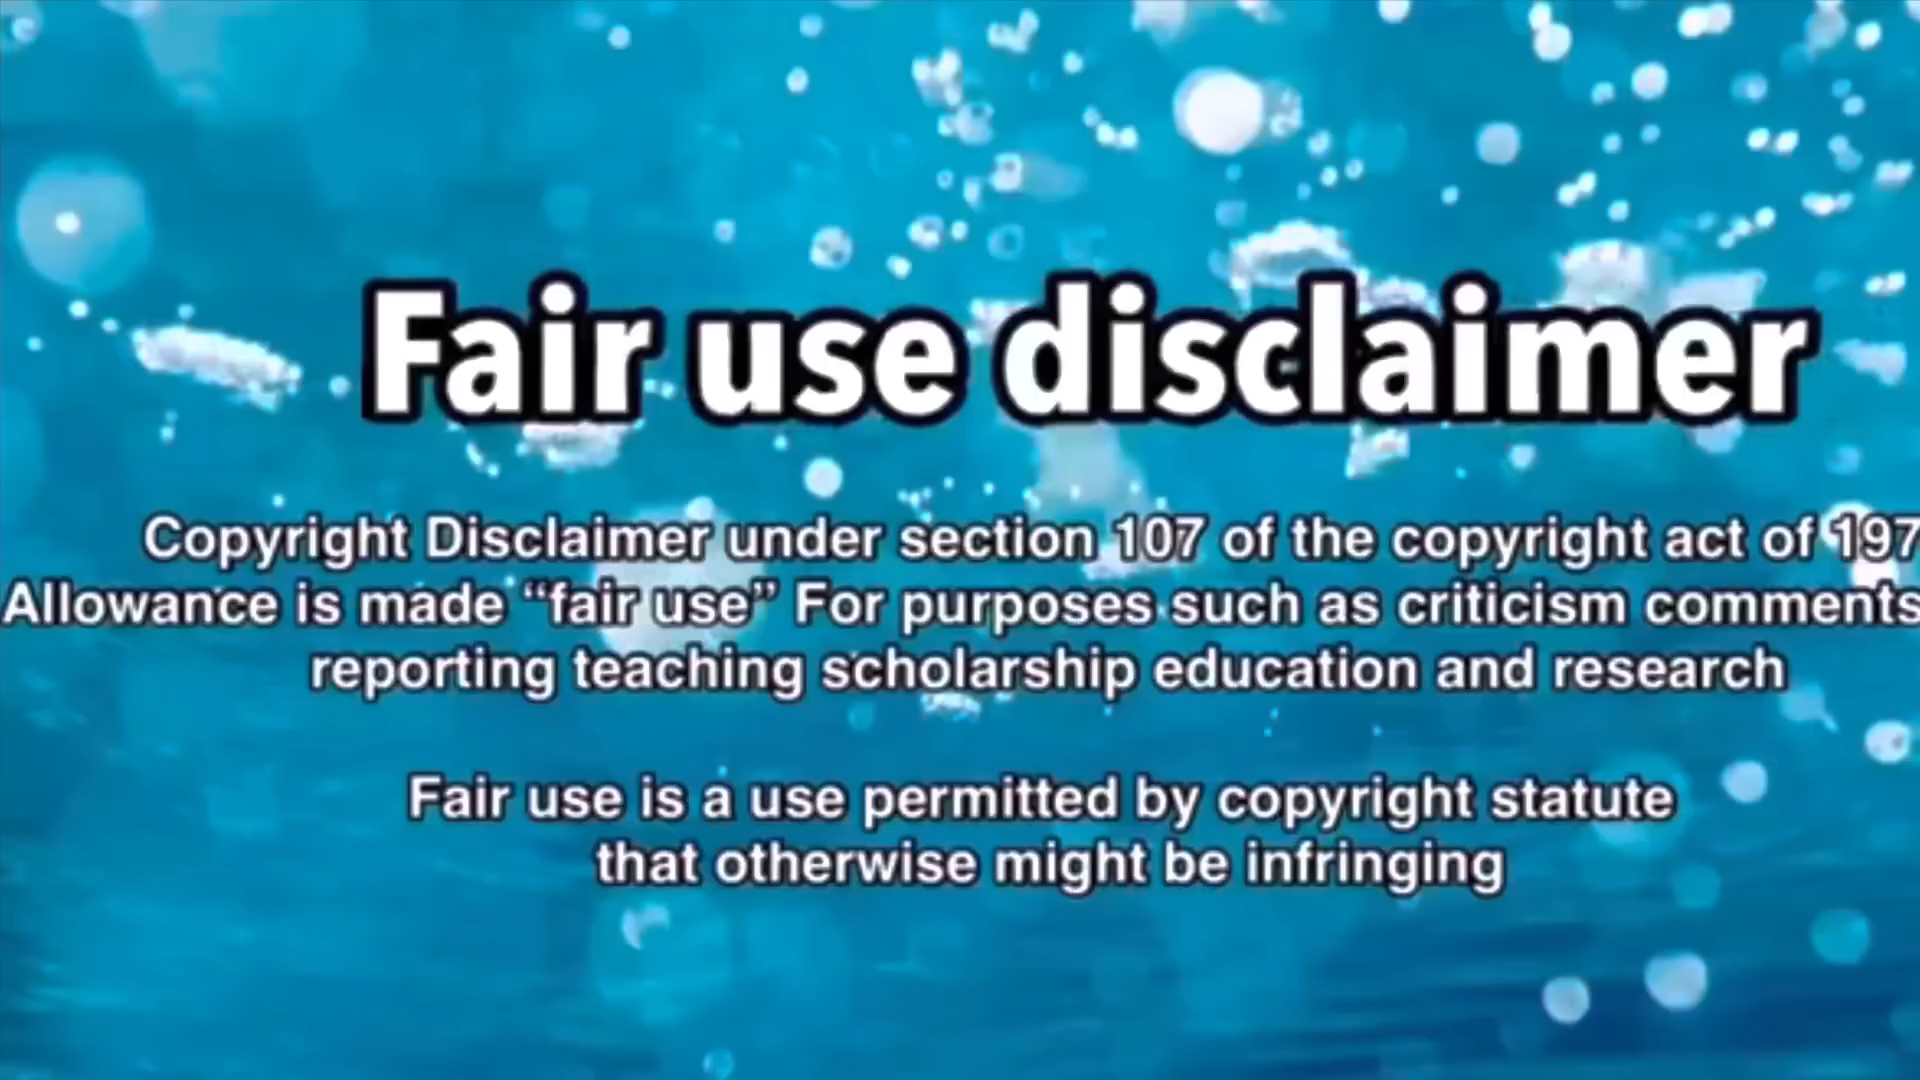 Fair use disclaimer
Copyright Disclaimer under section 107 of the copyright act of 197
Allowance is made “fair use” For purposes such as criticism comments
reporting teaching scholarship education and research
Fair use is a use permitted by copyright statute
that otherwise might be infringing